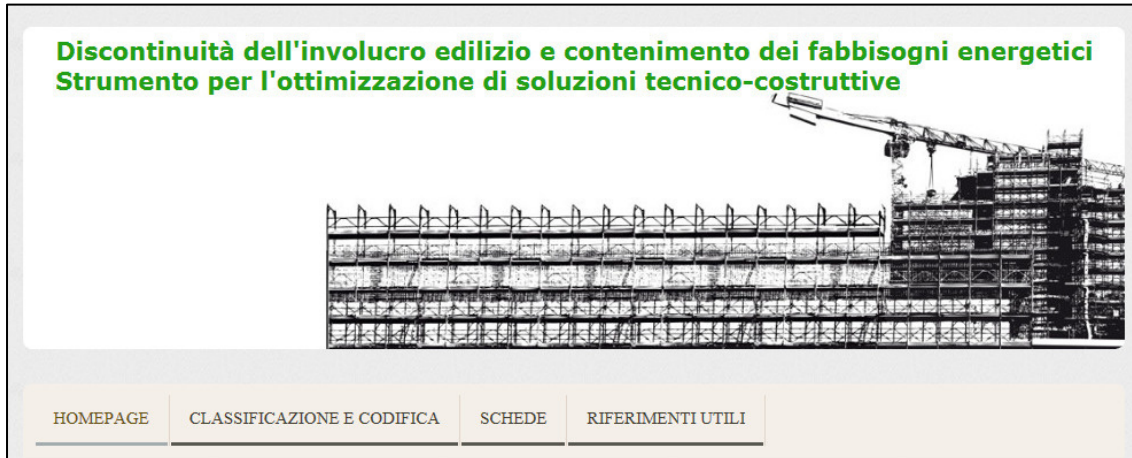 Discontinuità dell'involucro edilizio e contenimento dei fabbisogni energetici
Strumento per l'ottimizzazione di soluzioni tecnico-costruttive
HOMEPAGE
CLASSIFICAZIONE E CODIFICA
SCHEDE
RIFERIMENTI UTILI